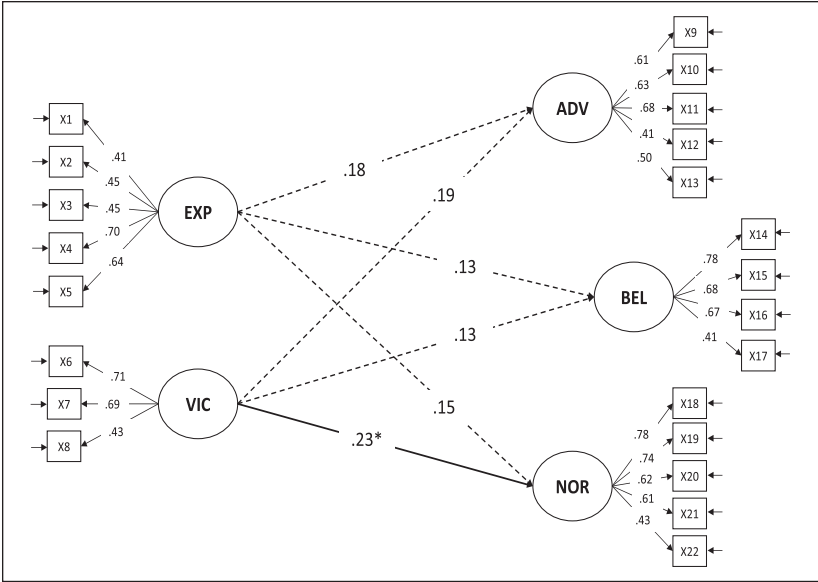 X1
X2
X3
X4
X5
.41
.45
.45
.70
.64
EXP
X6
X7
X8
.71
.69
.43
VIC
.18
.19
.13
.13
.15
.23*
ADV
.61
.63
.68
.41
.50
X9
X10
X11
X12
X13
BEL
.78
.68
.67
.41
X14
X15
X16
X17
NOR
.78
.74
.62
.61
.43
X18
X19
X20
X21
X22